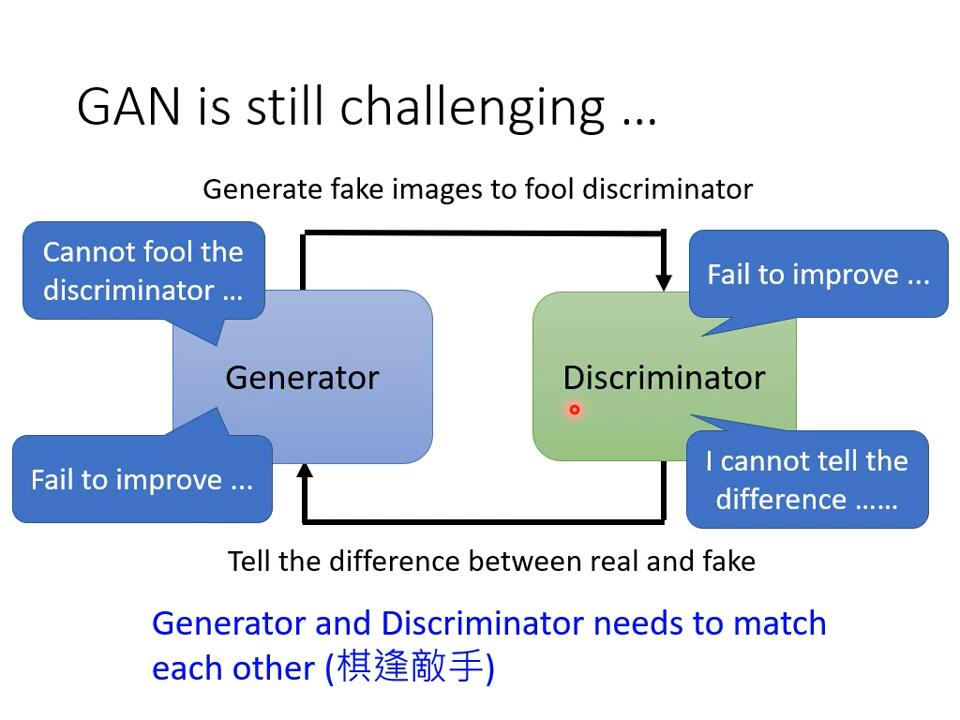 GAN is still challenging ...
Generate fake images to fool discriminator
Cannot fool the
discriminator ...
Fail to improve ...
Generator
Discriminator
Fail to improve ...
I cannot tell the
difference ......
Tell the difference between real and fake
Generator and Discriminator needs to match
each other (棋逢敵手)